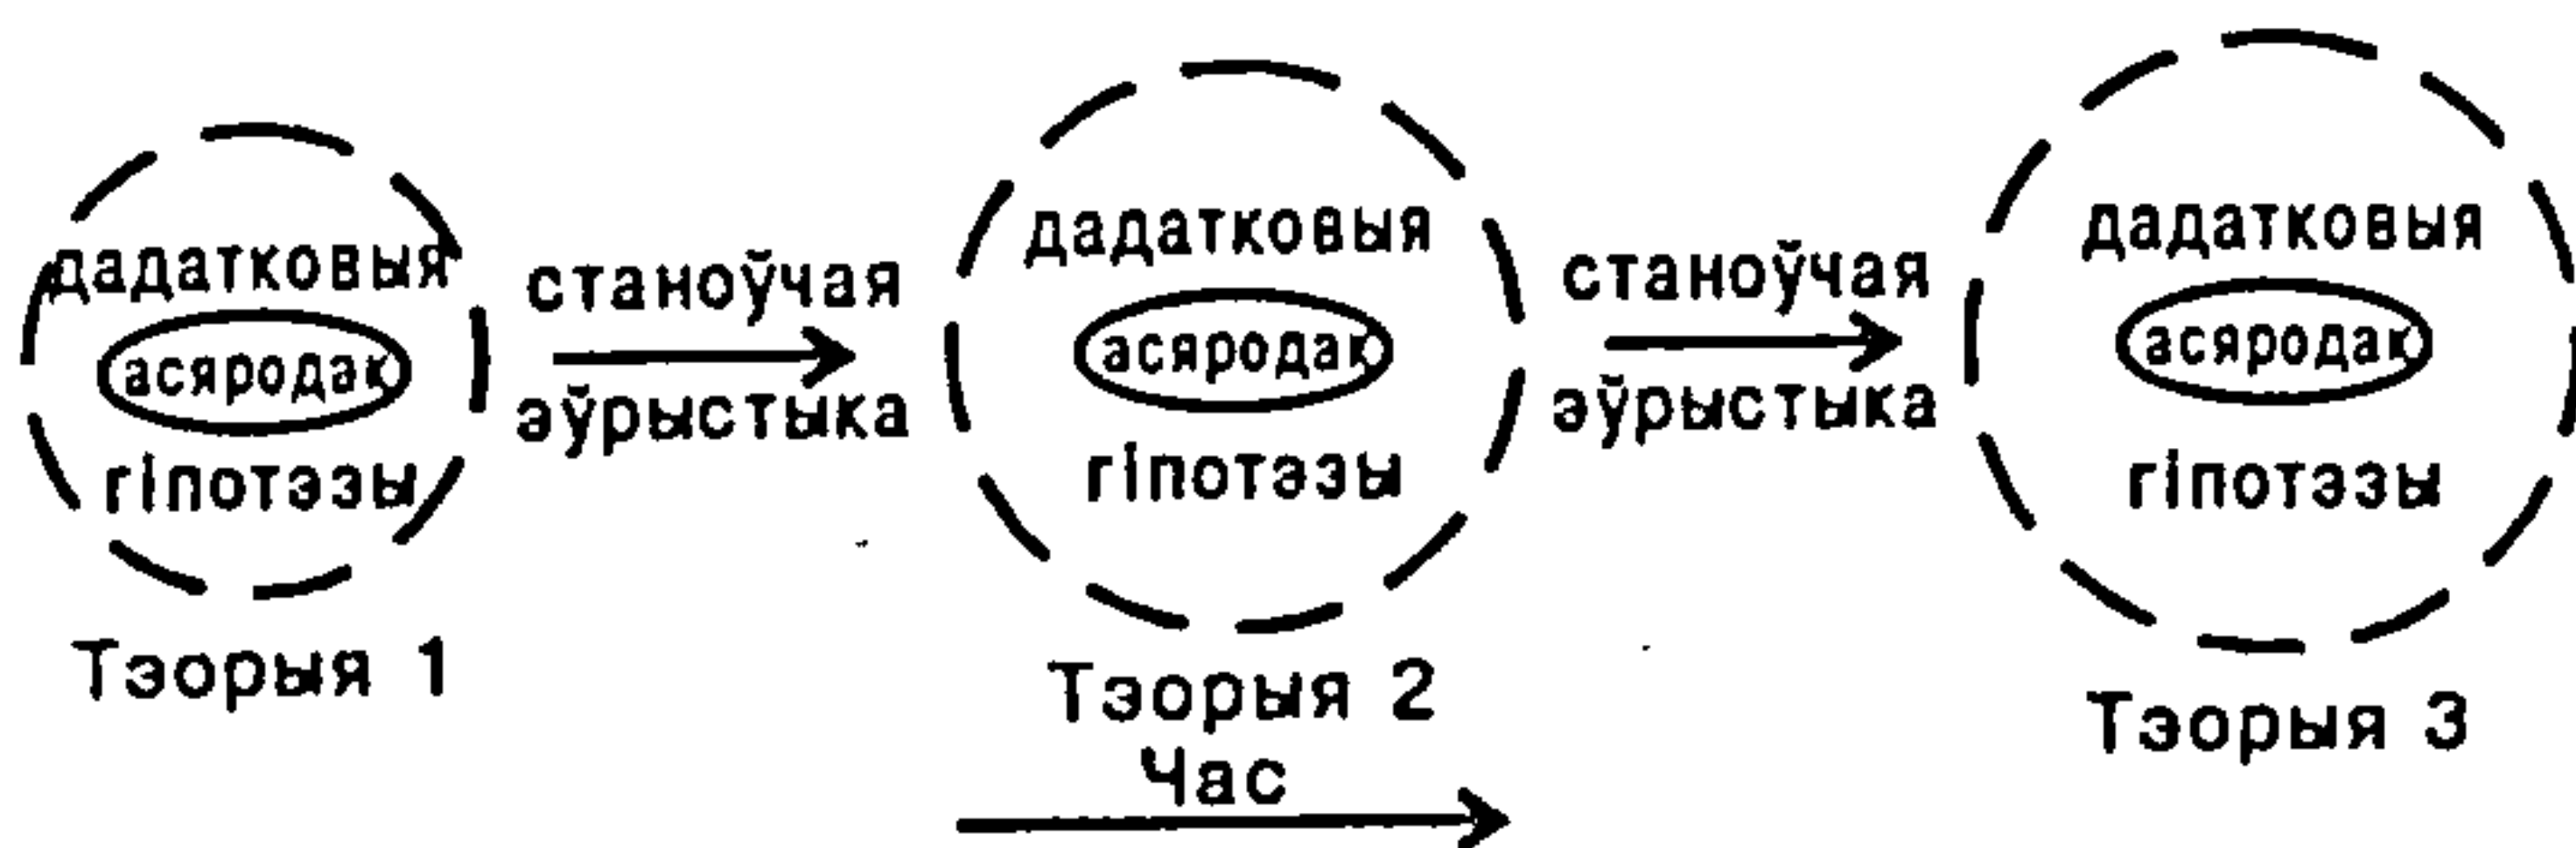 дадатковыя
асяродак
гіпотэзы
Тэорыя 1
станоўчая
эўрыстыка
дадатковыя
асяродак
гіпотэзы
Тэорыя 2
станоўчая
эўрыстыка
дадатковыя
асяродак
гіпотэзы
Тэорыя 3
Час